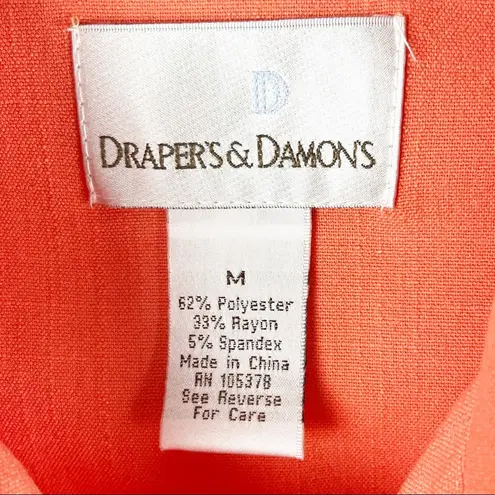 D
DRAPER'S & DAMON'S
M
62% Polyester
33% Rayon
5% Spandex
Made in China
RN 105378
See Reverse
For Care